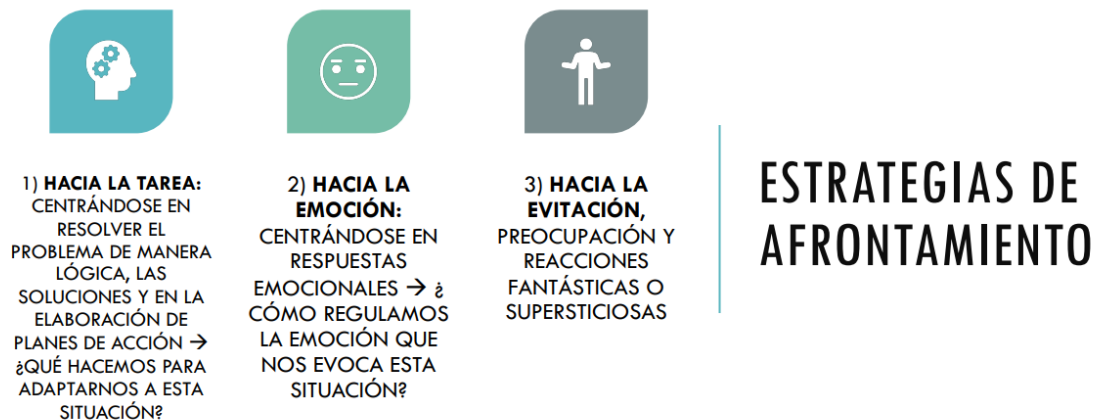 1) HACIA LA TAREA:
CENTRÁNDOSE EN
RESOLVER EL
PROBLEMA DE MANERA
LÓGICA, LAS
SOLUCIONES Y EN LA
ELABORACIÓN DE
PLANES DE ACCIÓN →
¿QUÉ HACEMOS PARA
ADAPTARNOS A ESTA
SITUACIÓN?
2) HACIA LA
EMOCIÓN:
CENTRÁNDOSE EN
RESPUESTAS
EMOCIONALES → ¿
CÓMO REGULAMOS
LA EMOCIÓN QUE
NOS EVOCA ESTA
SITUACIÓN?
3) HACIA LA
EVITACIÓN,
PREOCUPACIÓN Y
REACCIONES
FANTÁSTICAS O
SUPERSTICIOSAS
ESTRATEGIAS DE
AFRONTAMIENTO